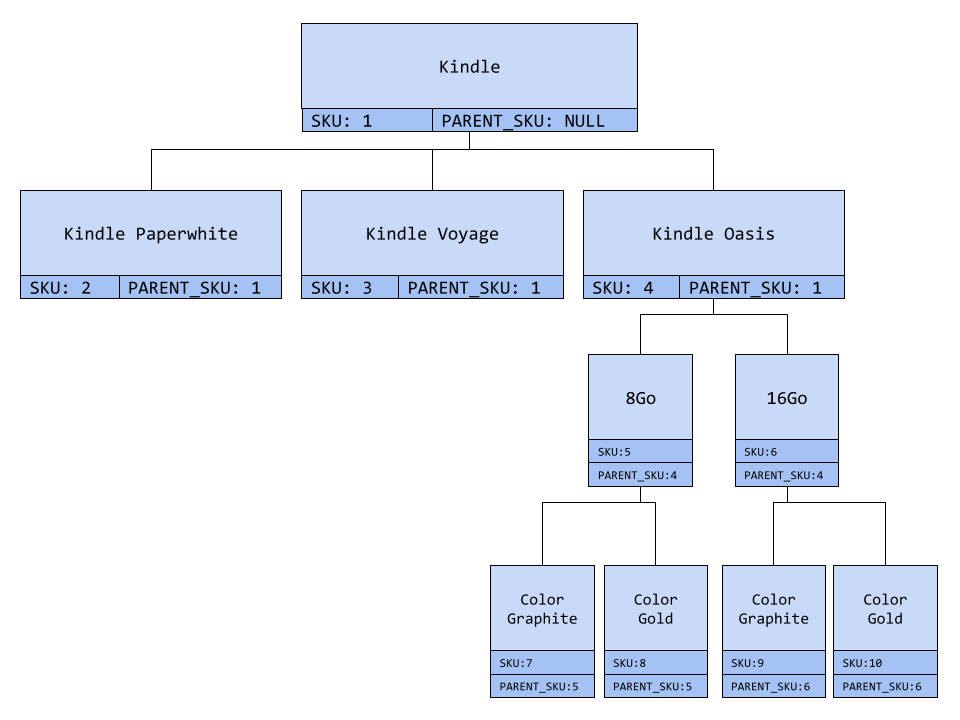 Kindle
SKU: 1 PARENT_SKU: NULL
Kindle Paperwhite
SKU: 2 PARENT_SKU: 1
Kindle Voyage
SKU: 3 PARENT_SKU: 1
Kindle Oasis
SKU: 4 PARENT_SKU: 1
8Go
SKU:5
PARENT_SKU:4
16Go
SKU:6
PARENT_SKU:4
Color
Graphite
SKU:7
PARENT_SKU:5
Color
Gold
SKU:8
PARENT_SKU:5
Color
Graphite
SKU:9
PARENT_SKU:6
Color
Gold
SKU:10
PARENT_SKU:6